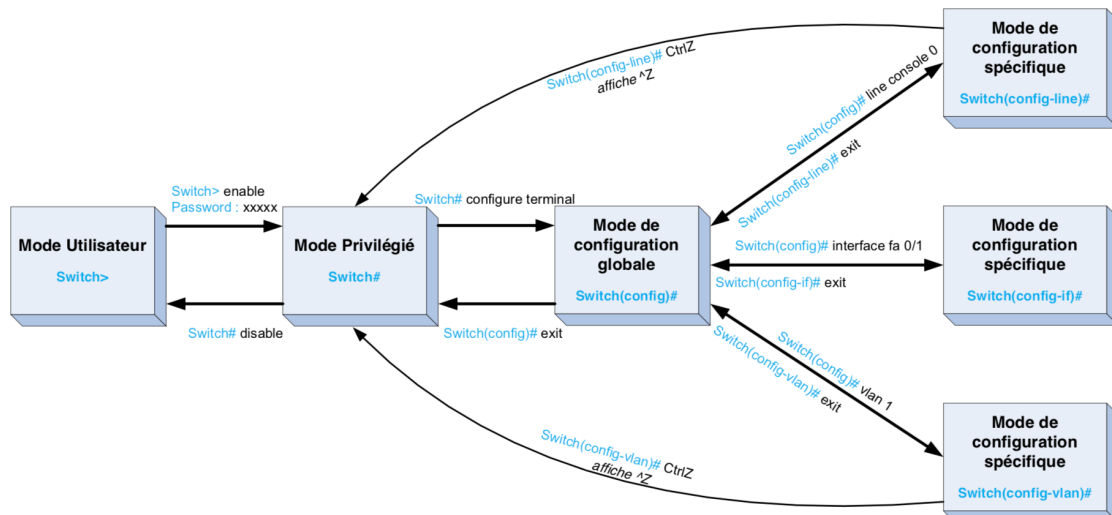 Mode Utilisateur
Switch>
Switch> enable
Password : xxxxx
Switch# disable
Mode Privilégié
Switch#
Switch# configure terminal
Switch(config)# exit
Mode de
configuration
globale
Switch(config)#
Switch(config-line)# CtrlZ
affiche ^Z
Switch(config)# line console 0
Switch(config-line)# exit
Mode de
configuration
spécifique
Switch(config-line)#
Switch(config)# interface fa 0/1
Switch(config-if)# exit
Mode de
configuration
spécifique
Switch(config-if)#
Switch(config)# vlan 1
Switch(config-vlan)# exit
Mode de
configuration
spécifique
Switch(config-vlan)#
Switch(config-vlan)# CtrlZ
affiche ^Z